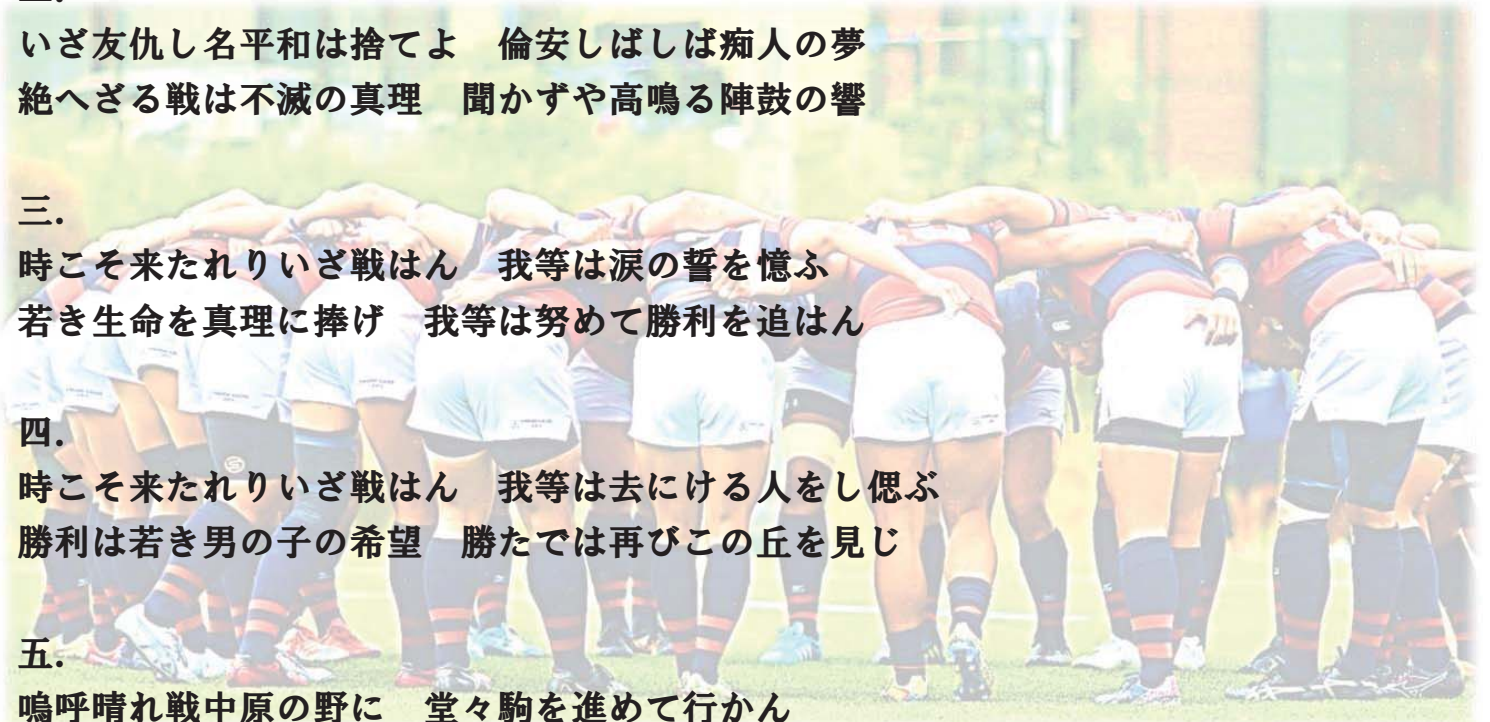 いざ友仇し名平和は捨てよ　倫安しばしば痴人の夢
絶へざる戦は不滅の真理　聞かずや高鳴る陣鼓の響
三.
時こそ来たれりいざ戦はん　我等は涙の誓を憶ふ
若き生命を真理に捧げ　我等は努めて勝利を追はん
四.
時こそ来たれりいざ戦はん　我等は去にける人をし偲ぶ
勝利は若き男の子の希望　勝たでは再びこの丘を見じ
五.
嗚呼晴れ戦中原の野に　堂々駒を進めて行かん